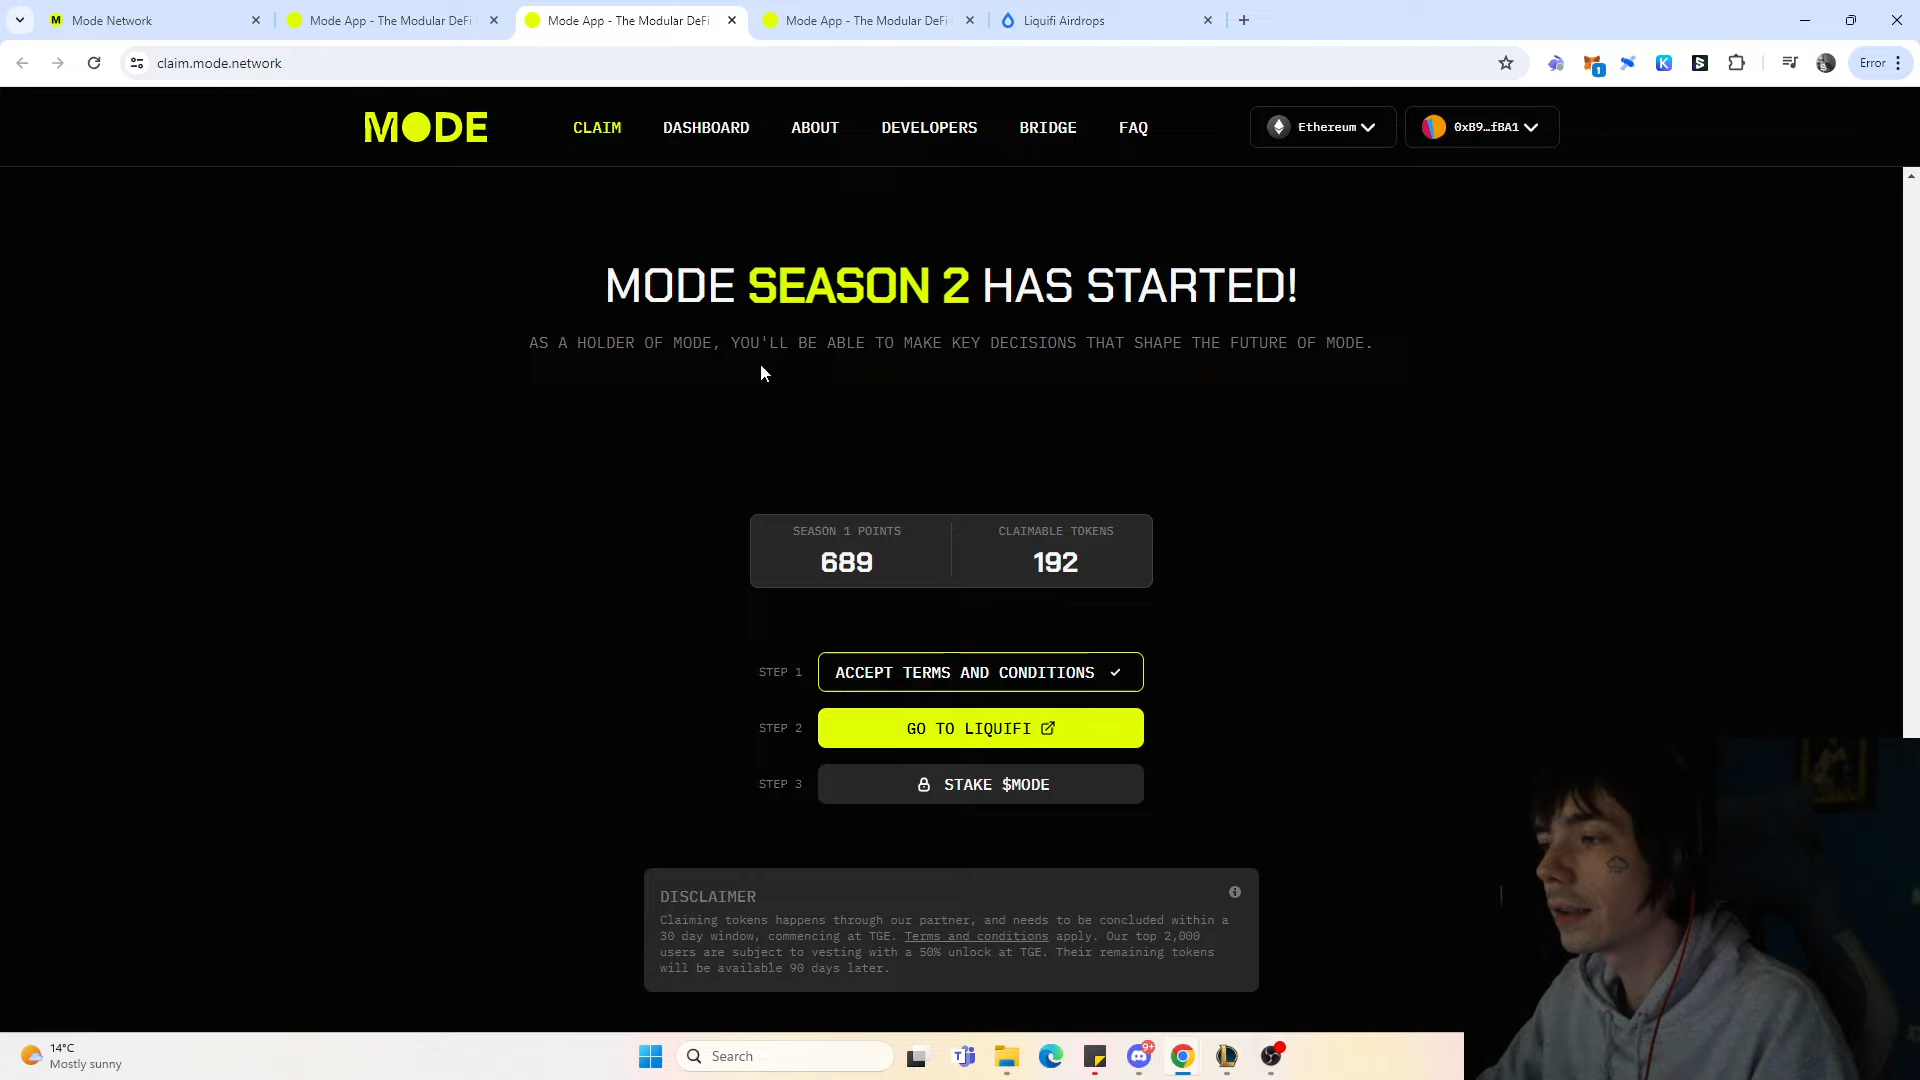 Mode Network
Mode App - The Modular DeFi
Mode App - The Modular DeFi
Mode App - The Modular DeFi
Liquifi Airdrops
claim.mode.network
1
K
Error
MODE
CLAIM
DASHBOARD
ABOUT
DEVELOPERS
BRIDGE
FAQ
Ethereum
0xB9…fBA1
MODE SEASON 2 HAS STARTED!
AS A HOLDER OF MODE, YOU'LL BE ABLE TO MAKE KEY DECISIONS THAT SHAPE THE FUTURE OF MODE.
SEASON 1 POINTS
689
CLAIMABLE TOKENS
192
STEP 1
ACCEPT TERMS AND CONDITIONS
STEP 2
GO TO LIQUIFI
STEP 3
STAKE $MODE
DISCLAIMER
Claiming tokens happens through our partner, and needs to be concluded within a
30 day window, commencing at TGE. Terms and conditions apply. Our top 2,000
users are subject to vesting with a 50% unlock at TGE. Their remaining tokens
will be available 90 days later.
14°C
Mostly sunny
Search
9+